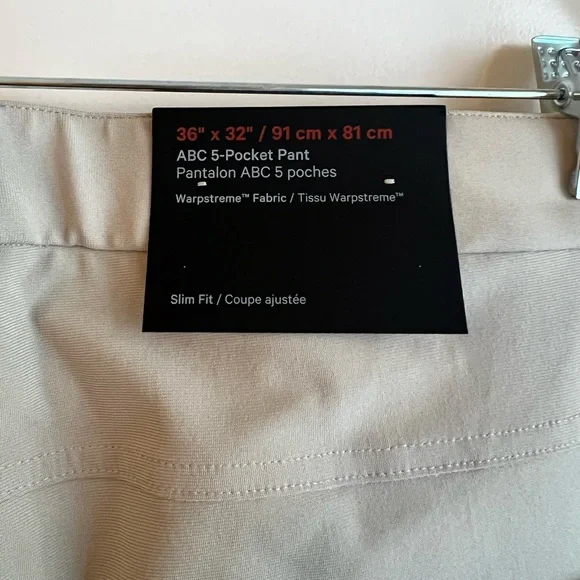 36" x 32" / 91 cm x 81 cm
ABC 5-Pocket Pant
Pantalon ABC 5 poches
Warpstreme™ Fabric / Tissu Warpstreme™
Slim Fit / Coupe ajustée